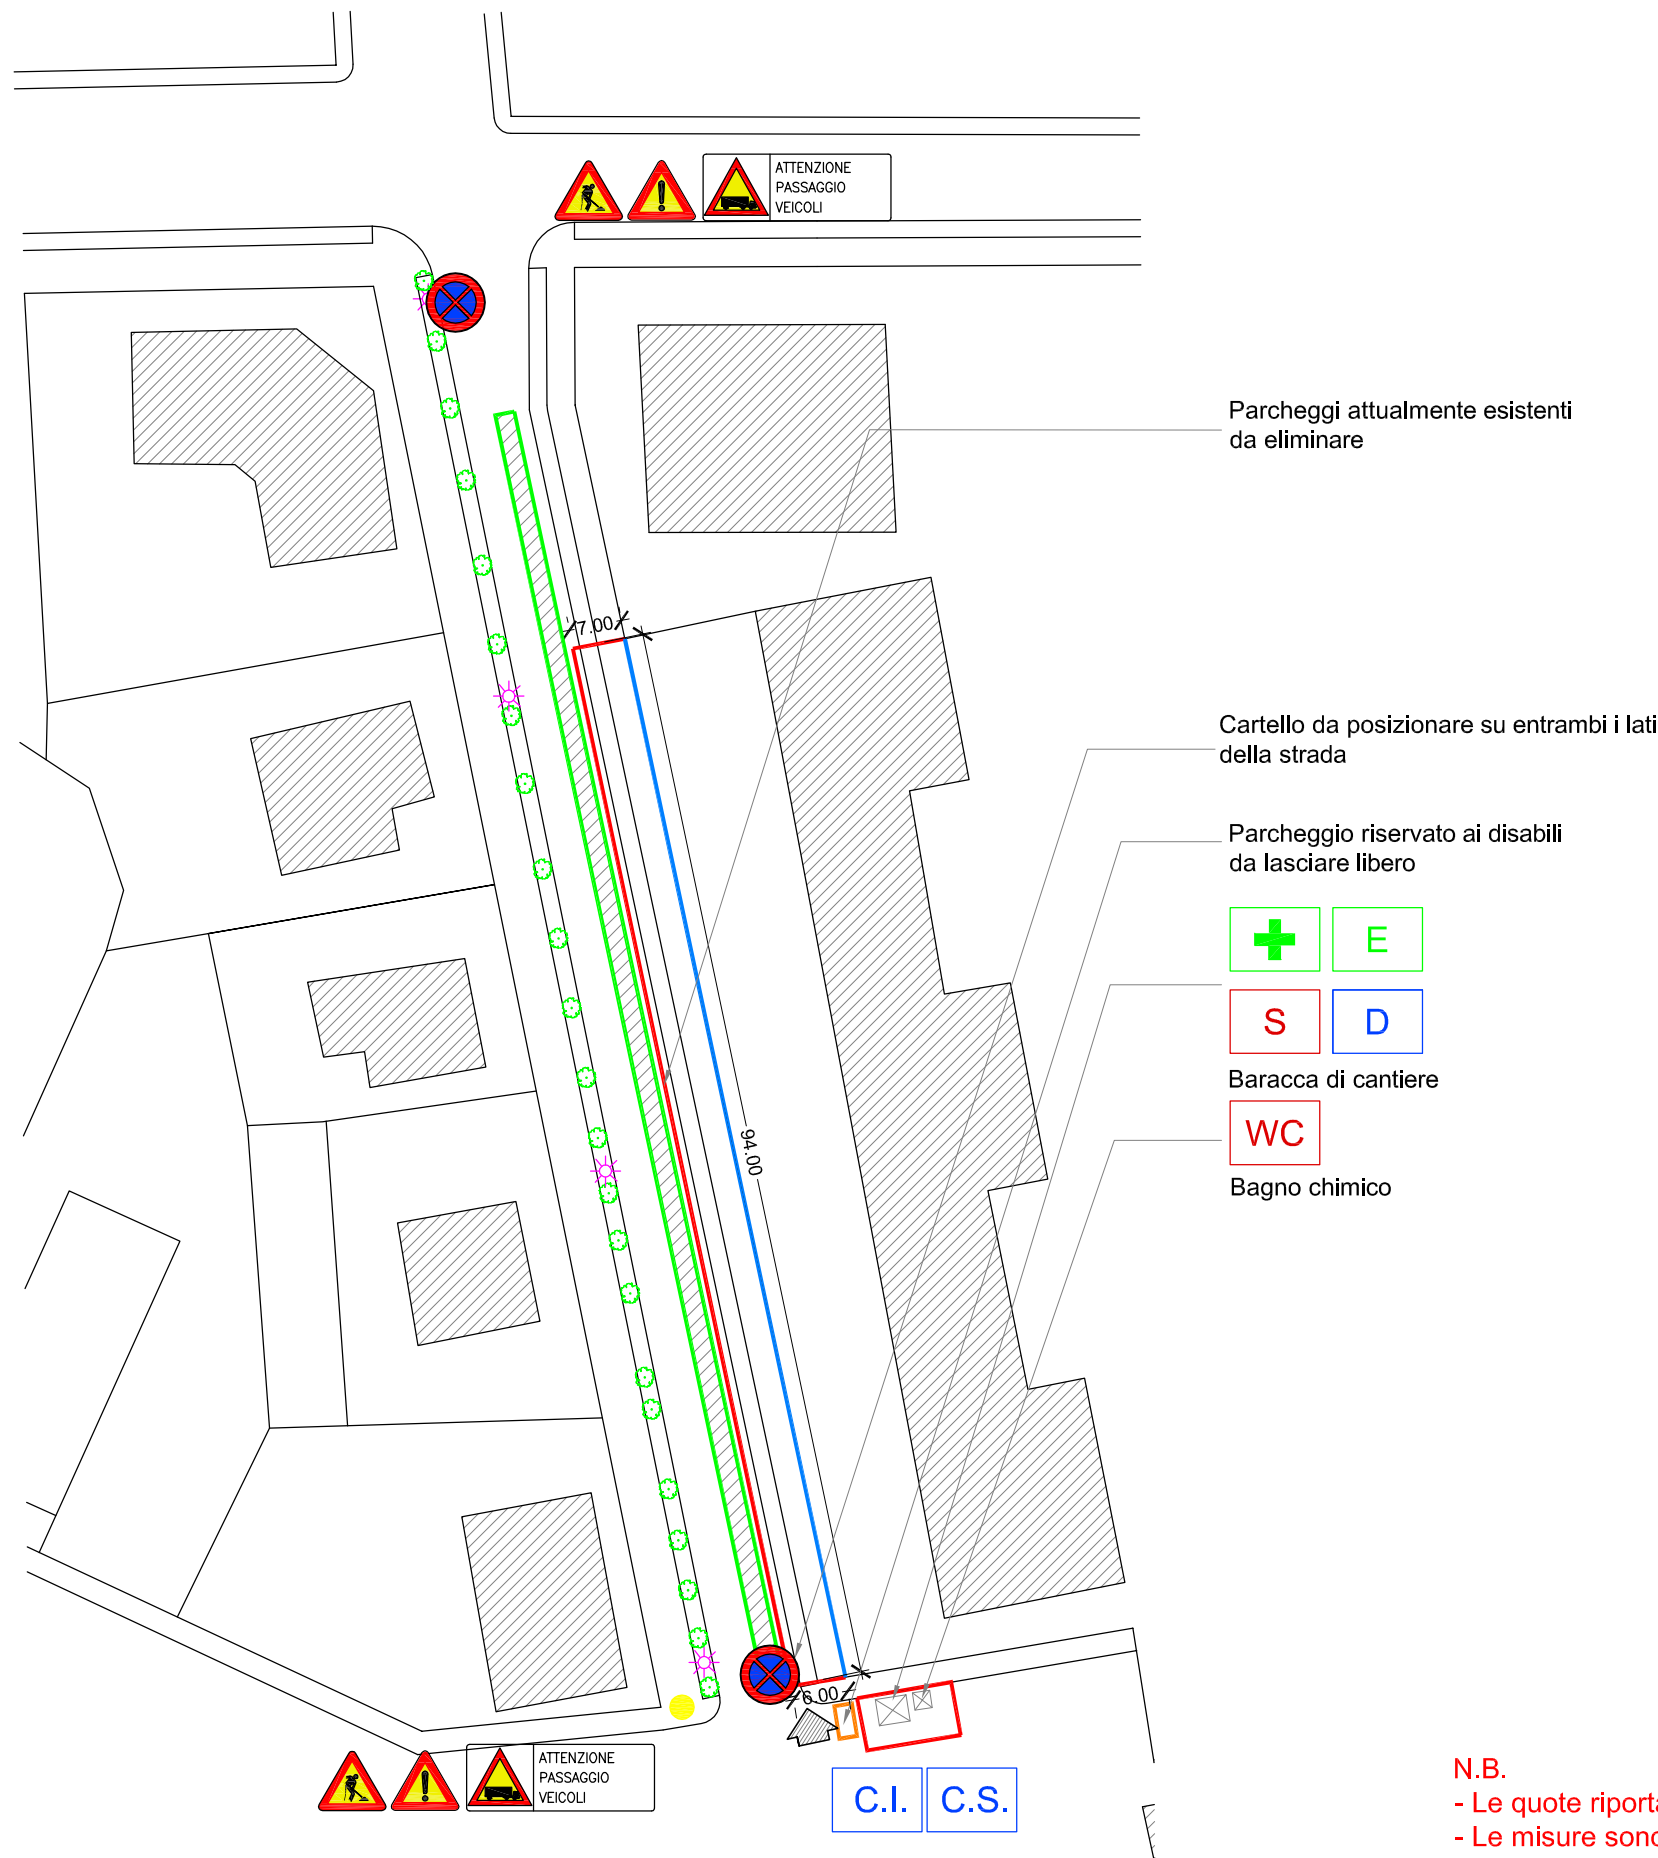 ATTENZIONE
PASSAGGIO
VEICOLI
Parcheggi attualmente esistenti
da eliminare
7.00
Cartello da posizionare su entrambi i lati
della strada
Parcheggio riservato ai disabili
da lasciare libero
E
S D
Baracca di cantiere
WC
Bagno chimico
94.00
6.00
ATTENZIONE
PASSAGGIO
VEICOLI
C.I. C.S.
N.B.
- Le quote
- Le misure sono